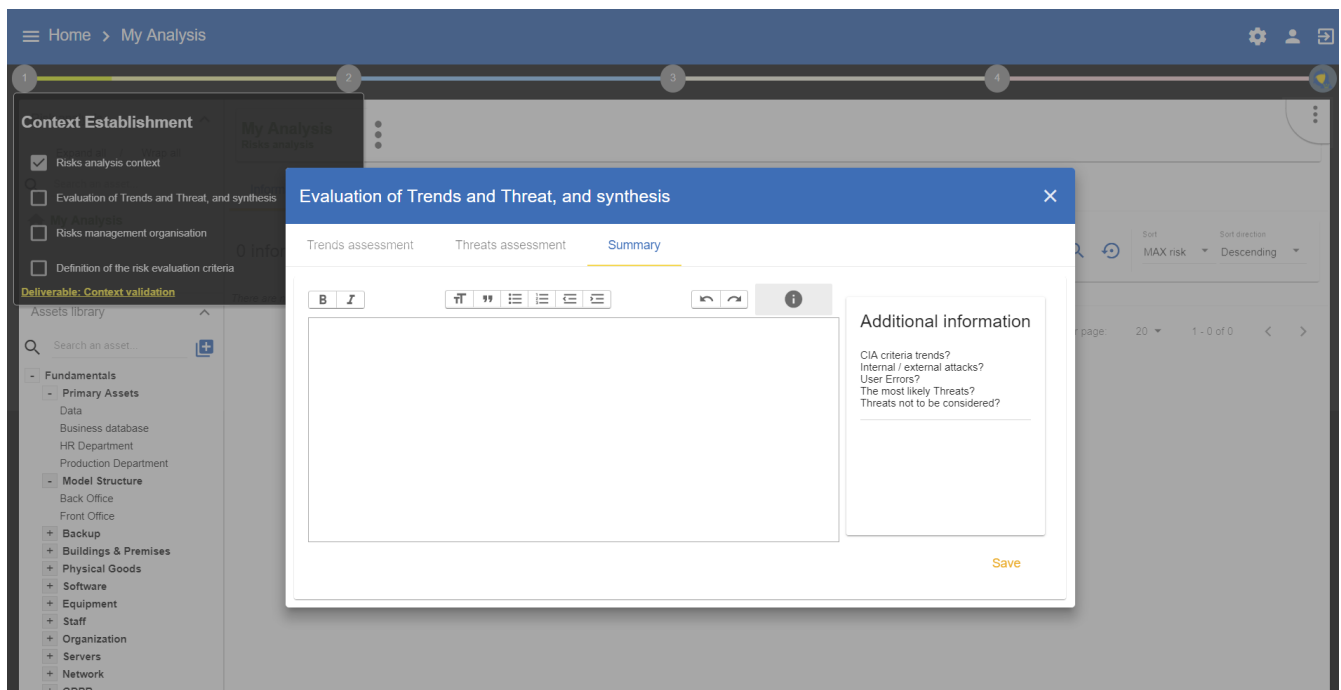 Home > My Analysis
1 2 3 4
Context Establishment
Risks analysis context
Evaluation of Trends and Threat, and synthesis
Risks management organisation
Definition of the risk evaluation criteria
Deliverable: Context validation
My Analysis
Risks analysis
My Analysis
0 Infor
Sort
MAX risk
Sort direction
Descending
page:
20
1 - 0 of 0
Evaluation of Trends and Threat, and synthesis
Trends assessment
Threats assessment
Summary
B I
Additional information
CIA criteria trends?
Internal / external attacks?
User Errors?
The most likely Threats?
Threats not to be considered?
Save
Assets library
Search an asset...
- Fundamentals
- Primary Assets
Data
Business database
HR Department
Production Department
- Model Structure
Back Office
Front Office
+ Backup
+ Buildings & Premises
+ Physical Goods
+ Software
+ Equipment
+ Staff
+ Organization
+ Servers
+ Network